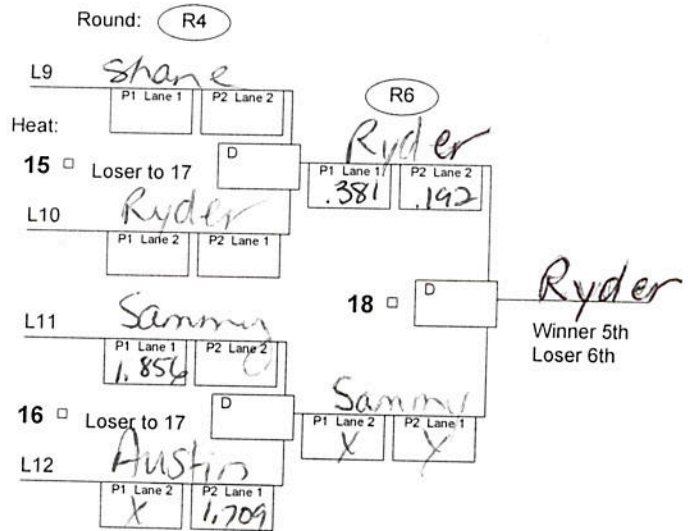 Round: R4
L9 Shane
P1 Lane 1 P2 Lane 2
R6
Heat:
15 Loser to 17 D
Ryder
P1 Lane 1 P2 Lane 2
.381 .192
L10 Ryder
P1 Lane 2 P2 Lane 1
18 D Ryder
Winner 5th
Loser 6th
L11 Sammy
P1 Lane 1 P2 Lane 2
1.856
16 Loser to 17 D
Sammy
P1 Lane 2 P2 Lane 1
X X
L12 Austin
P1 Lane 2 P2 Lane 1
X 1.709